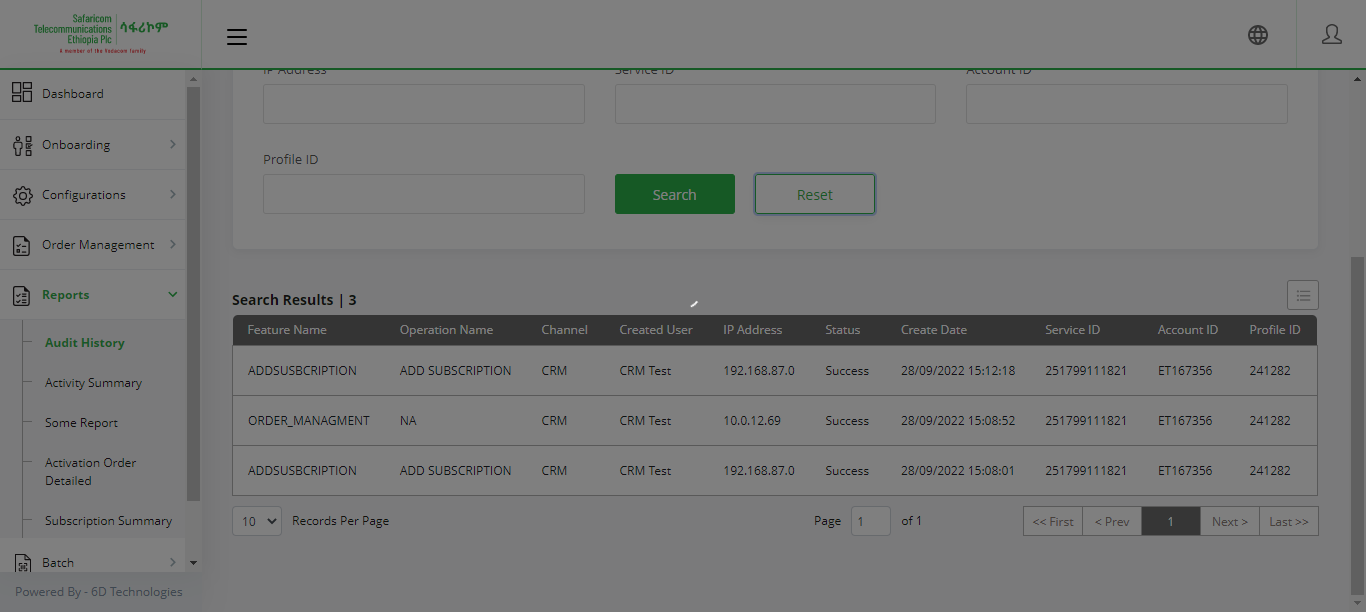 Safaricom
Telecommunications
Ethiopia Plc
ሳፋሪኮም
A member of the Vodacom family
IP Address Service ID Account ID
Dashboard
Onboarding
Configurations
Order Management
Reports
Audit History
Activity Summary
Some Report
Activation Order
Detailed
Subscription Summary
Batch
Powered By - 6D Technologies
Profile ID
Search Reset
Search Results | 3
Feature Name Operation Name Channel Created User IP Address Status Create Date Service ID Account ID Profile ID
ADDSUSBCRIPTION ADD SUBSCRIPTION CRM CRM Test 192.168.87.0 Success 28/09/2022 15:12:18 251799111821 ET167356 241282
ORDER_MANAGMENT NA CRM CRM Test 10.0.12.69 Success 28/09/2022 15:08:52 251799111821 ET167356 241282
ADDSUSBCRIPTION ADD SUBSCRIPTION CRM CRM Test 192.168.87.0 Success 28/09/2022 15:08:01 251799111821 ET167356 241282
10 Records Per Page Page 1 of 1 << First < Prev 1 Next > Last >>